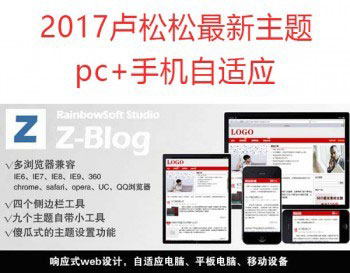 2017卢松松最新主题
pc+手机自适应
RainbowSoft Studio
Z Z-Blog
✓多浏览器兼容
IE6、IE7、IE8、IE9、360
chrome、safari、opera、UC、QQ浏览器
✓四个侧边栏工具
✓九个主题自带小工具
✓傻瓜式的主题设置功能
LOGO
LOGO
LOGO
响应式web设计，自适应电脑、平板电脑、移动设备